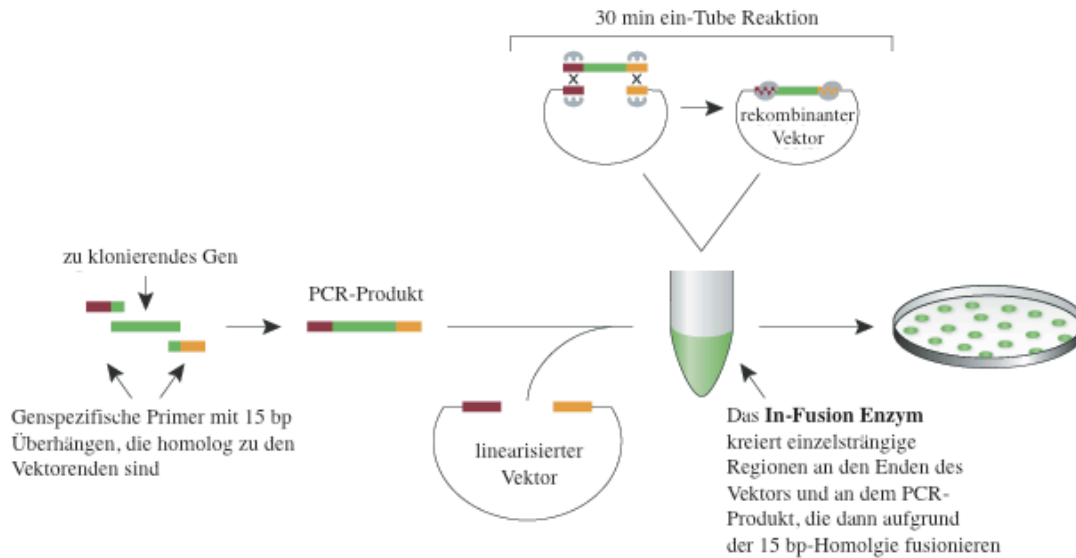 30 min ein-Tube Reaktion
rekombinanter
Vektor
zu klonierendes Gen
PCR-Produkt
Genspezifische Primer mit 15 bp
Überhängen, die homolog zu den
Vektorenden sind
linearisierter
Vektor
Das In-Fusion Enzym
kreiert einzelsträngige
Regionen an den Enden des
Vektors und an dem PCR-
Produkt, die dann aufgrund
der 15 bp-Homolgie fusionieren